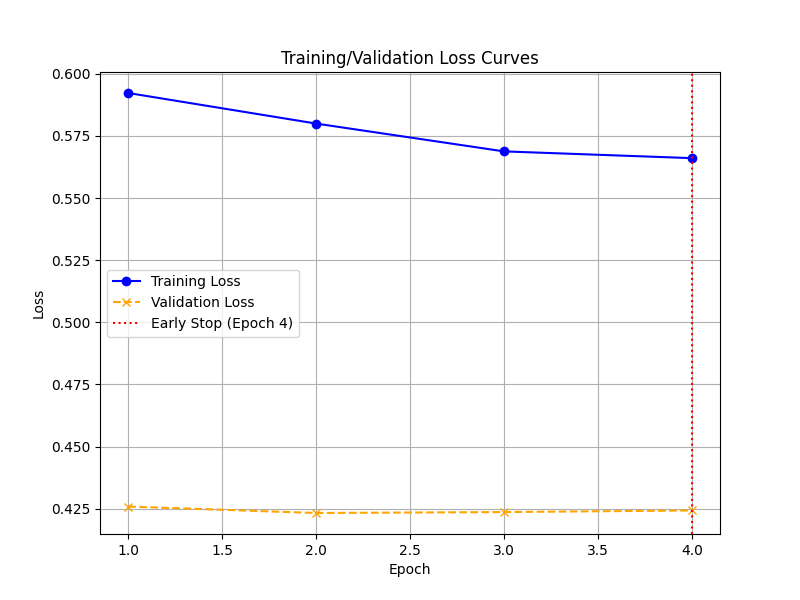 Training/Validation Loss Curves
0.600
0.575
0.550
0.525
0.500
0.475
0.450
0.425
Loss
Training Loss
Validation Loss
Early Stop (Epoch 4)
1.0 1.5 2.0 2.5 3.0 3.5 4.0
Epoch